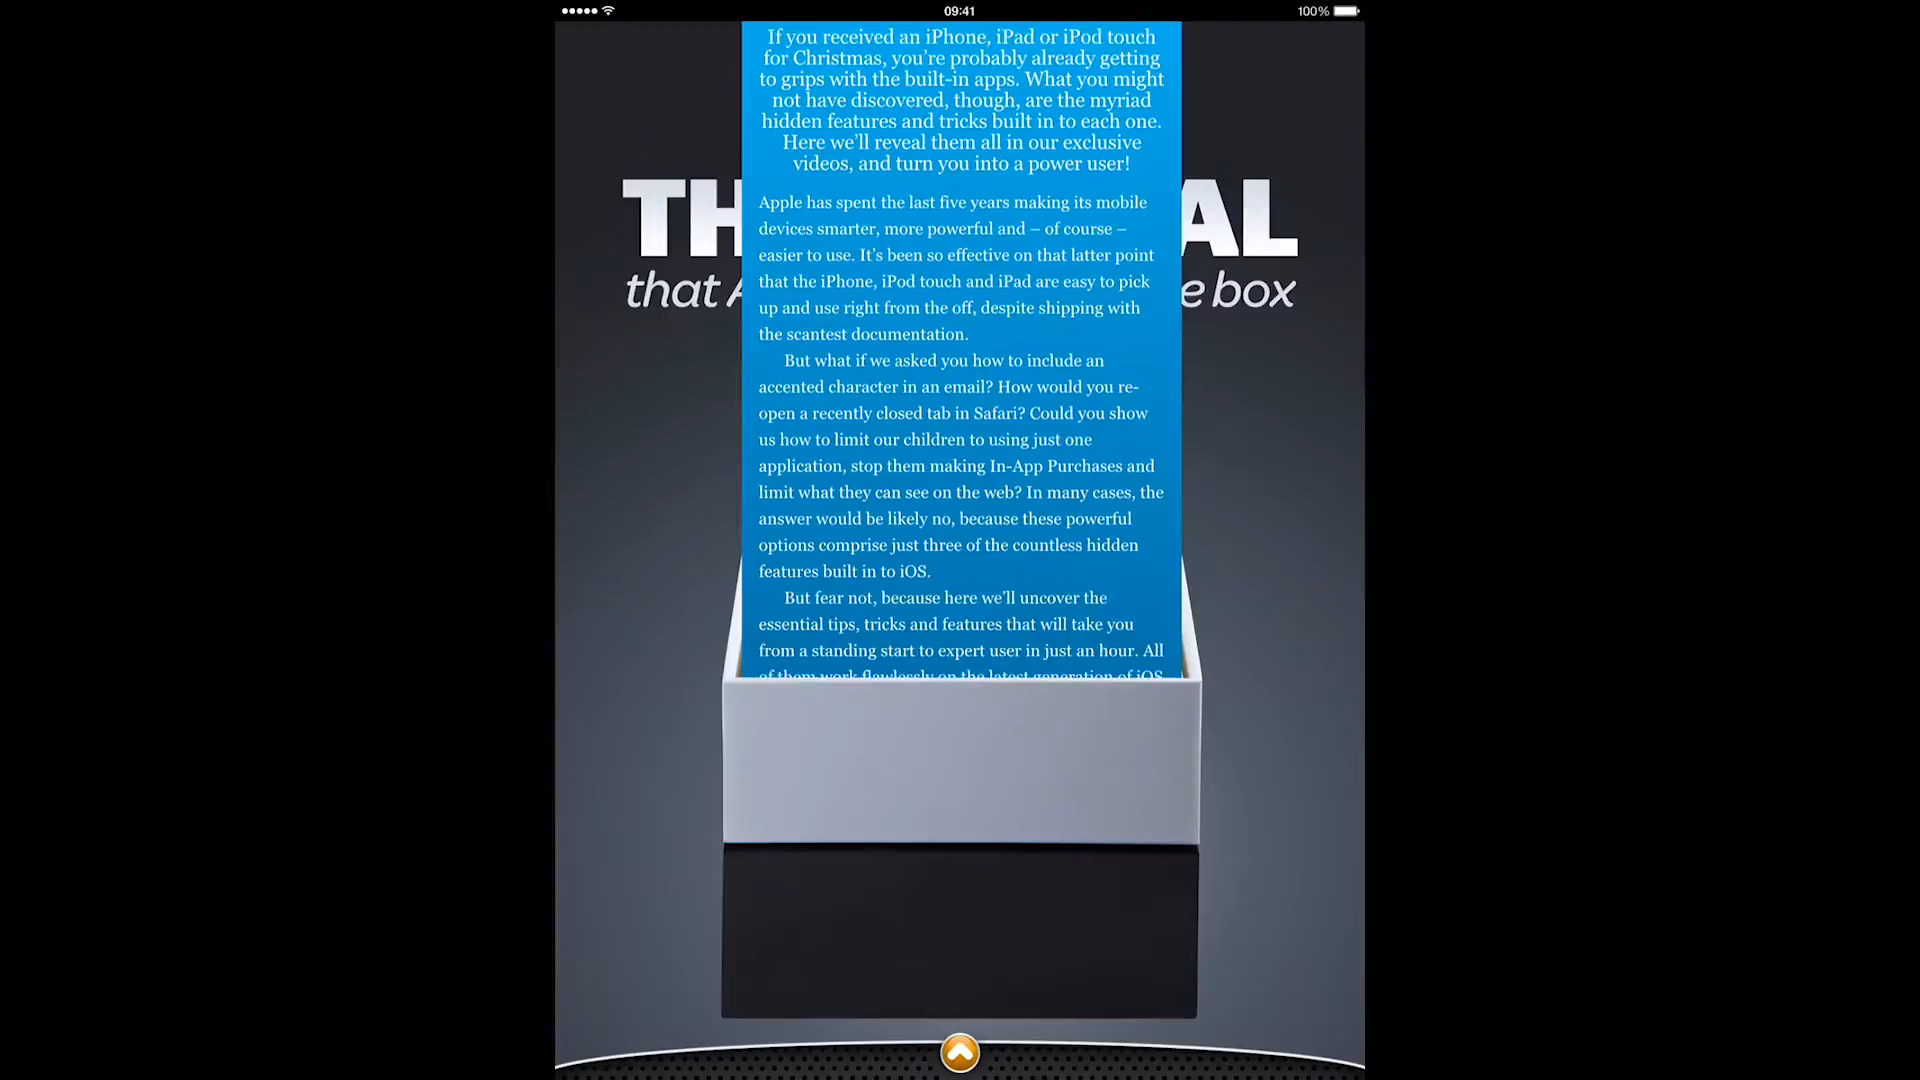 09:41
100%
If you received an iPhone, iPad or iPod touch
for Christmas, you’re probably already getting
to grips with the built-in apps. What you might
not have discovered, though, are the myriad
hidden features and tricks built in to each one.
Here we’ll reveal them all in our exclusive
videos, and turn you into a power user!
TH AL
that e box
Apple has spent the last five years making its mobile
devices smarter, more powerful and – of course –
easier to use. It’s been so effective on that latter point
that the iPhone, iPod touch and iPad are easy to pick
up and use right from the off, despite shipping with
the scantest documentation.
But what if we asked you how to include an
accented character in an email? How would you re-
open a recently closed tab in Safari? Could you show
us how to limit our children to using just one
application, stop them making In-App Purchases and
limit what they can see on the web? In many cases, the
answer would be likely no, because these powerful
options comprise just three of the countless hidden
features built in to iOS.
But fear not, because here we’ll uncover the
essential tips, tricks and features that will take you
from a standing start to expert user in just an hour. All
of them work flawlessly on the latest generation of iOS